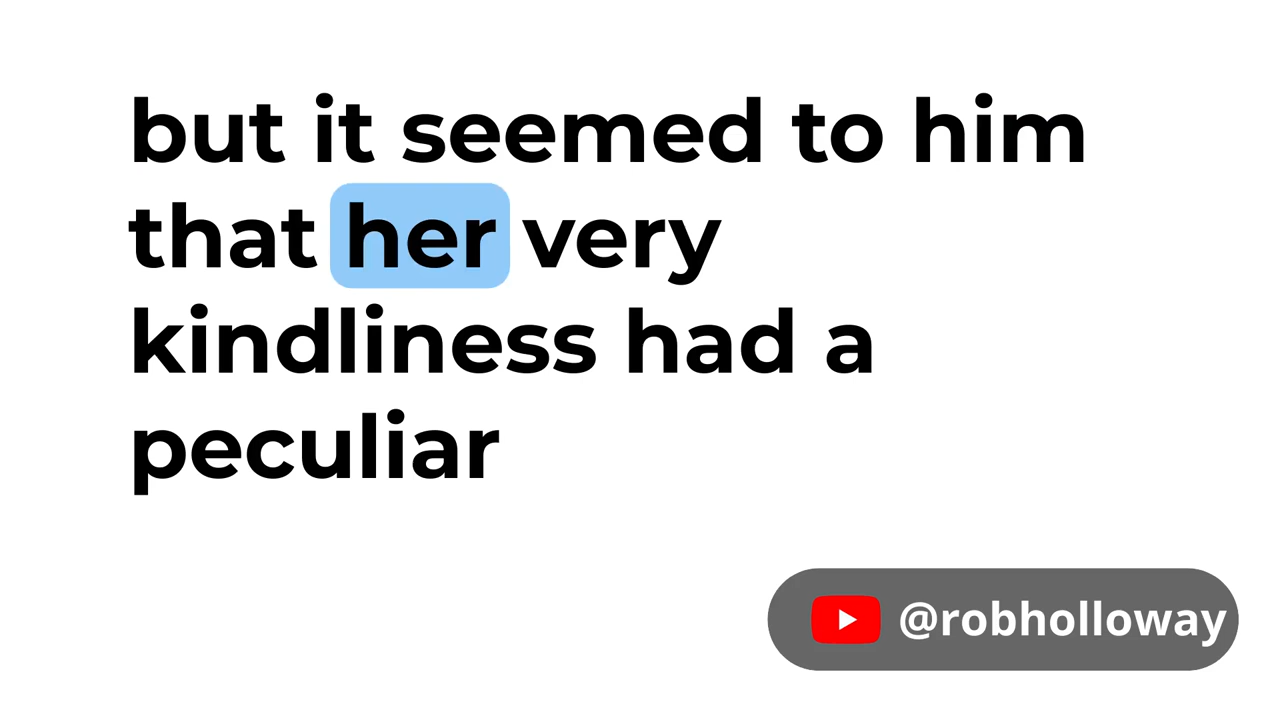 but it seemed to him
that her very
kindliness had a
peculiar
@robholloway